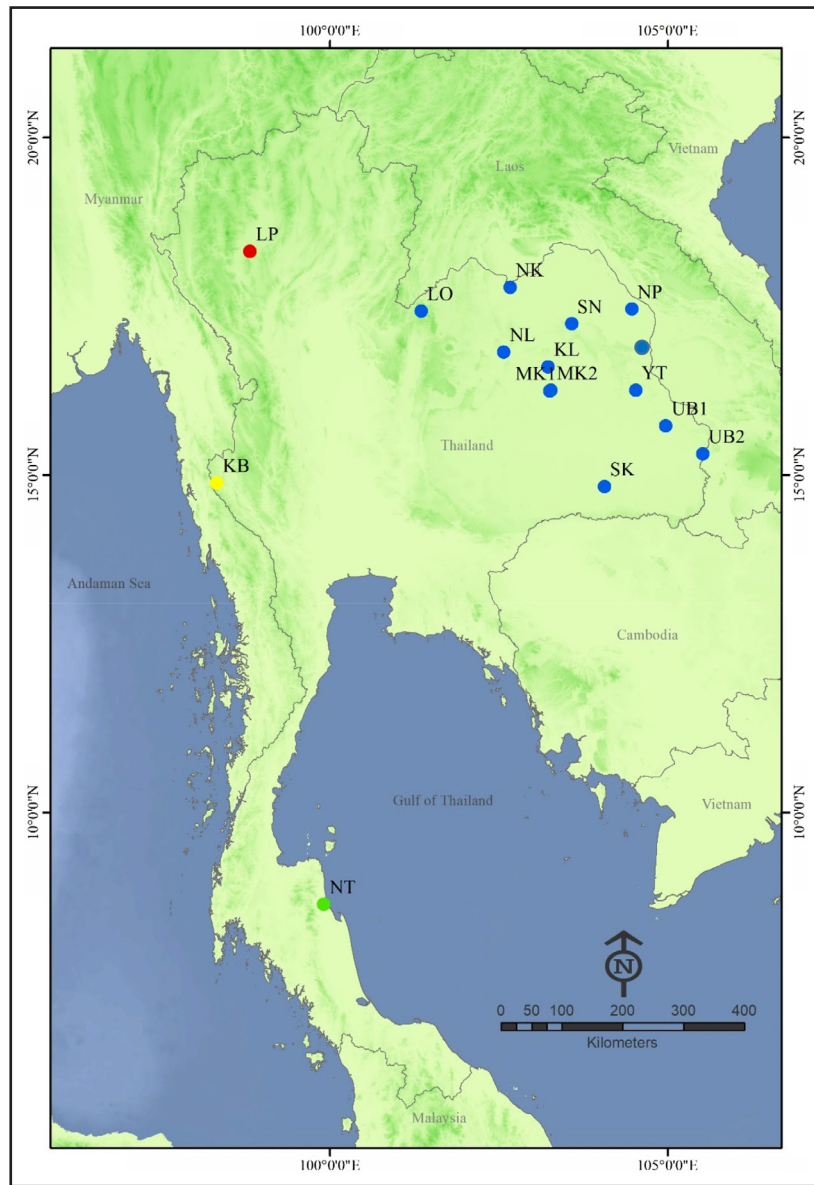 100°0'0"E 105°0'0"E
20°0'0"N 20°0'0"N
Vietnam
Laos
Myanmar
LP
NK
LO
NP
SN
NL
KL
MK1 MK2
YT
UB1
UB2
Thailand
KB
SK
15°0'0"N 15°0'0"N
Andaman Sea
Cambodia
Gulf of Thailand
Vietnam
10°0'0"N 10°0'0"N
NT
N
0 50 100 200 300 400
Kilometers
Malaysia
100°0'0"E 105°0'0"E